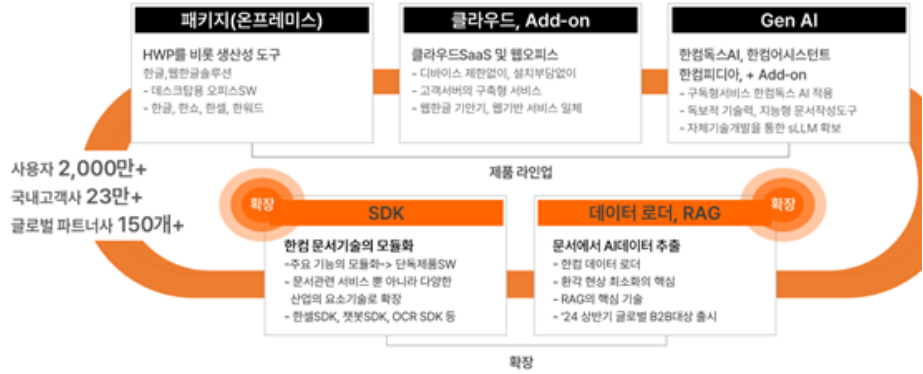 패키지(온프레미스)
HWP를 비롯 생산성 도구
한글,웹한글솔루션
- 데스크탑용 오피스SW
- 한글, 한쇼, 한셀, 한워드
클라우드, Add-on
클라우드SaaS 및 웹오피스
- 디바이스 제한없이, 설치부담없이
- 고객서버의 구축형 서비스
- 웹한글 기안기, 웹기반 서비스 일체
Gen AI
한컴독스AI, 한컴어시스턴트
한컴피디아, + Add-on
- 구독형서비스 한컴독스 AI 적용
- 독보적 기술력, 지능형 문서작성도구
- 자체기술개발을 통한 sLLM 확보
제품 라인업
사용자 2,000만+
국내고객사 23만+
글로벌 파트너사 150개+
확장
SDK
한컴 문서기술의 모듈화
-주요 기능의 모듈화-> 단독제품SW
- 문서관련 서비스 뿐 아니라 다양한
산업의 요소기술로 확장
- 한셀SDK, 챗봇SDK, OCR SDK 등
데이터 로더, RAG
확장
문서에서 AI데이터 추출
- 한컴 데이터 로더
- 환각 현상 최소화의 핵심
- RAG의 핵심 기술
- '24 상반기 글로벌 B2B대상 출시
확장